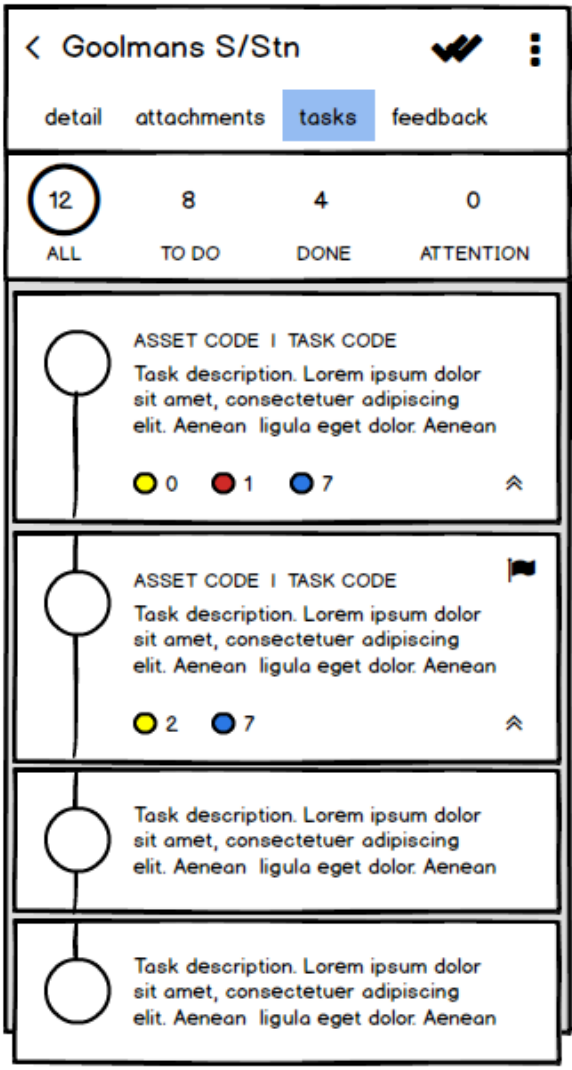 Goolmans S/Stn
detail attachments tasks feedback
12 8 4 0
ALL TO DO DONE ATTENTION
ASSET CODE | TASK CODE
Task description. Lorem ipsum dolor
sit amet, consectetuer adipiscing
elit. Aenean ligula eget dolor. Aenean
0 1 7
ASSET CODE | TASK CODE
Task description. Lorem ipsum dolor
sit amet, consectetuer adipiscing
elit. Aenean ligula eget dolor. Aenean
2 7
Task description. Lorem ipsum dolor
sit amet, consectetuer adipiscing
elit. Aenean ligula eget dolor. Aenean
Task description. Lorem ipsum dolor
sit amet, consectetuer adipiscing
elit. Aenean ligula eget dolor. Aenean